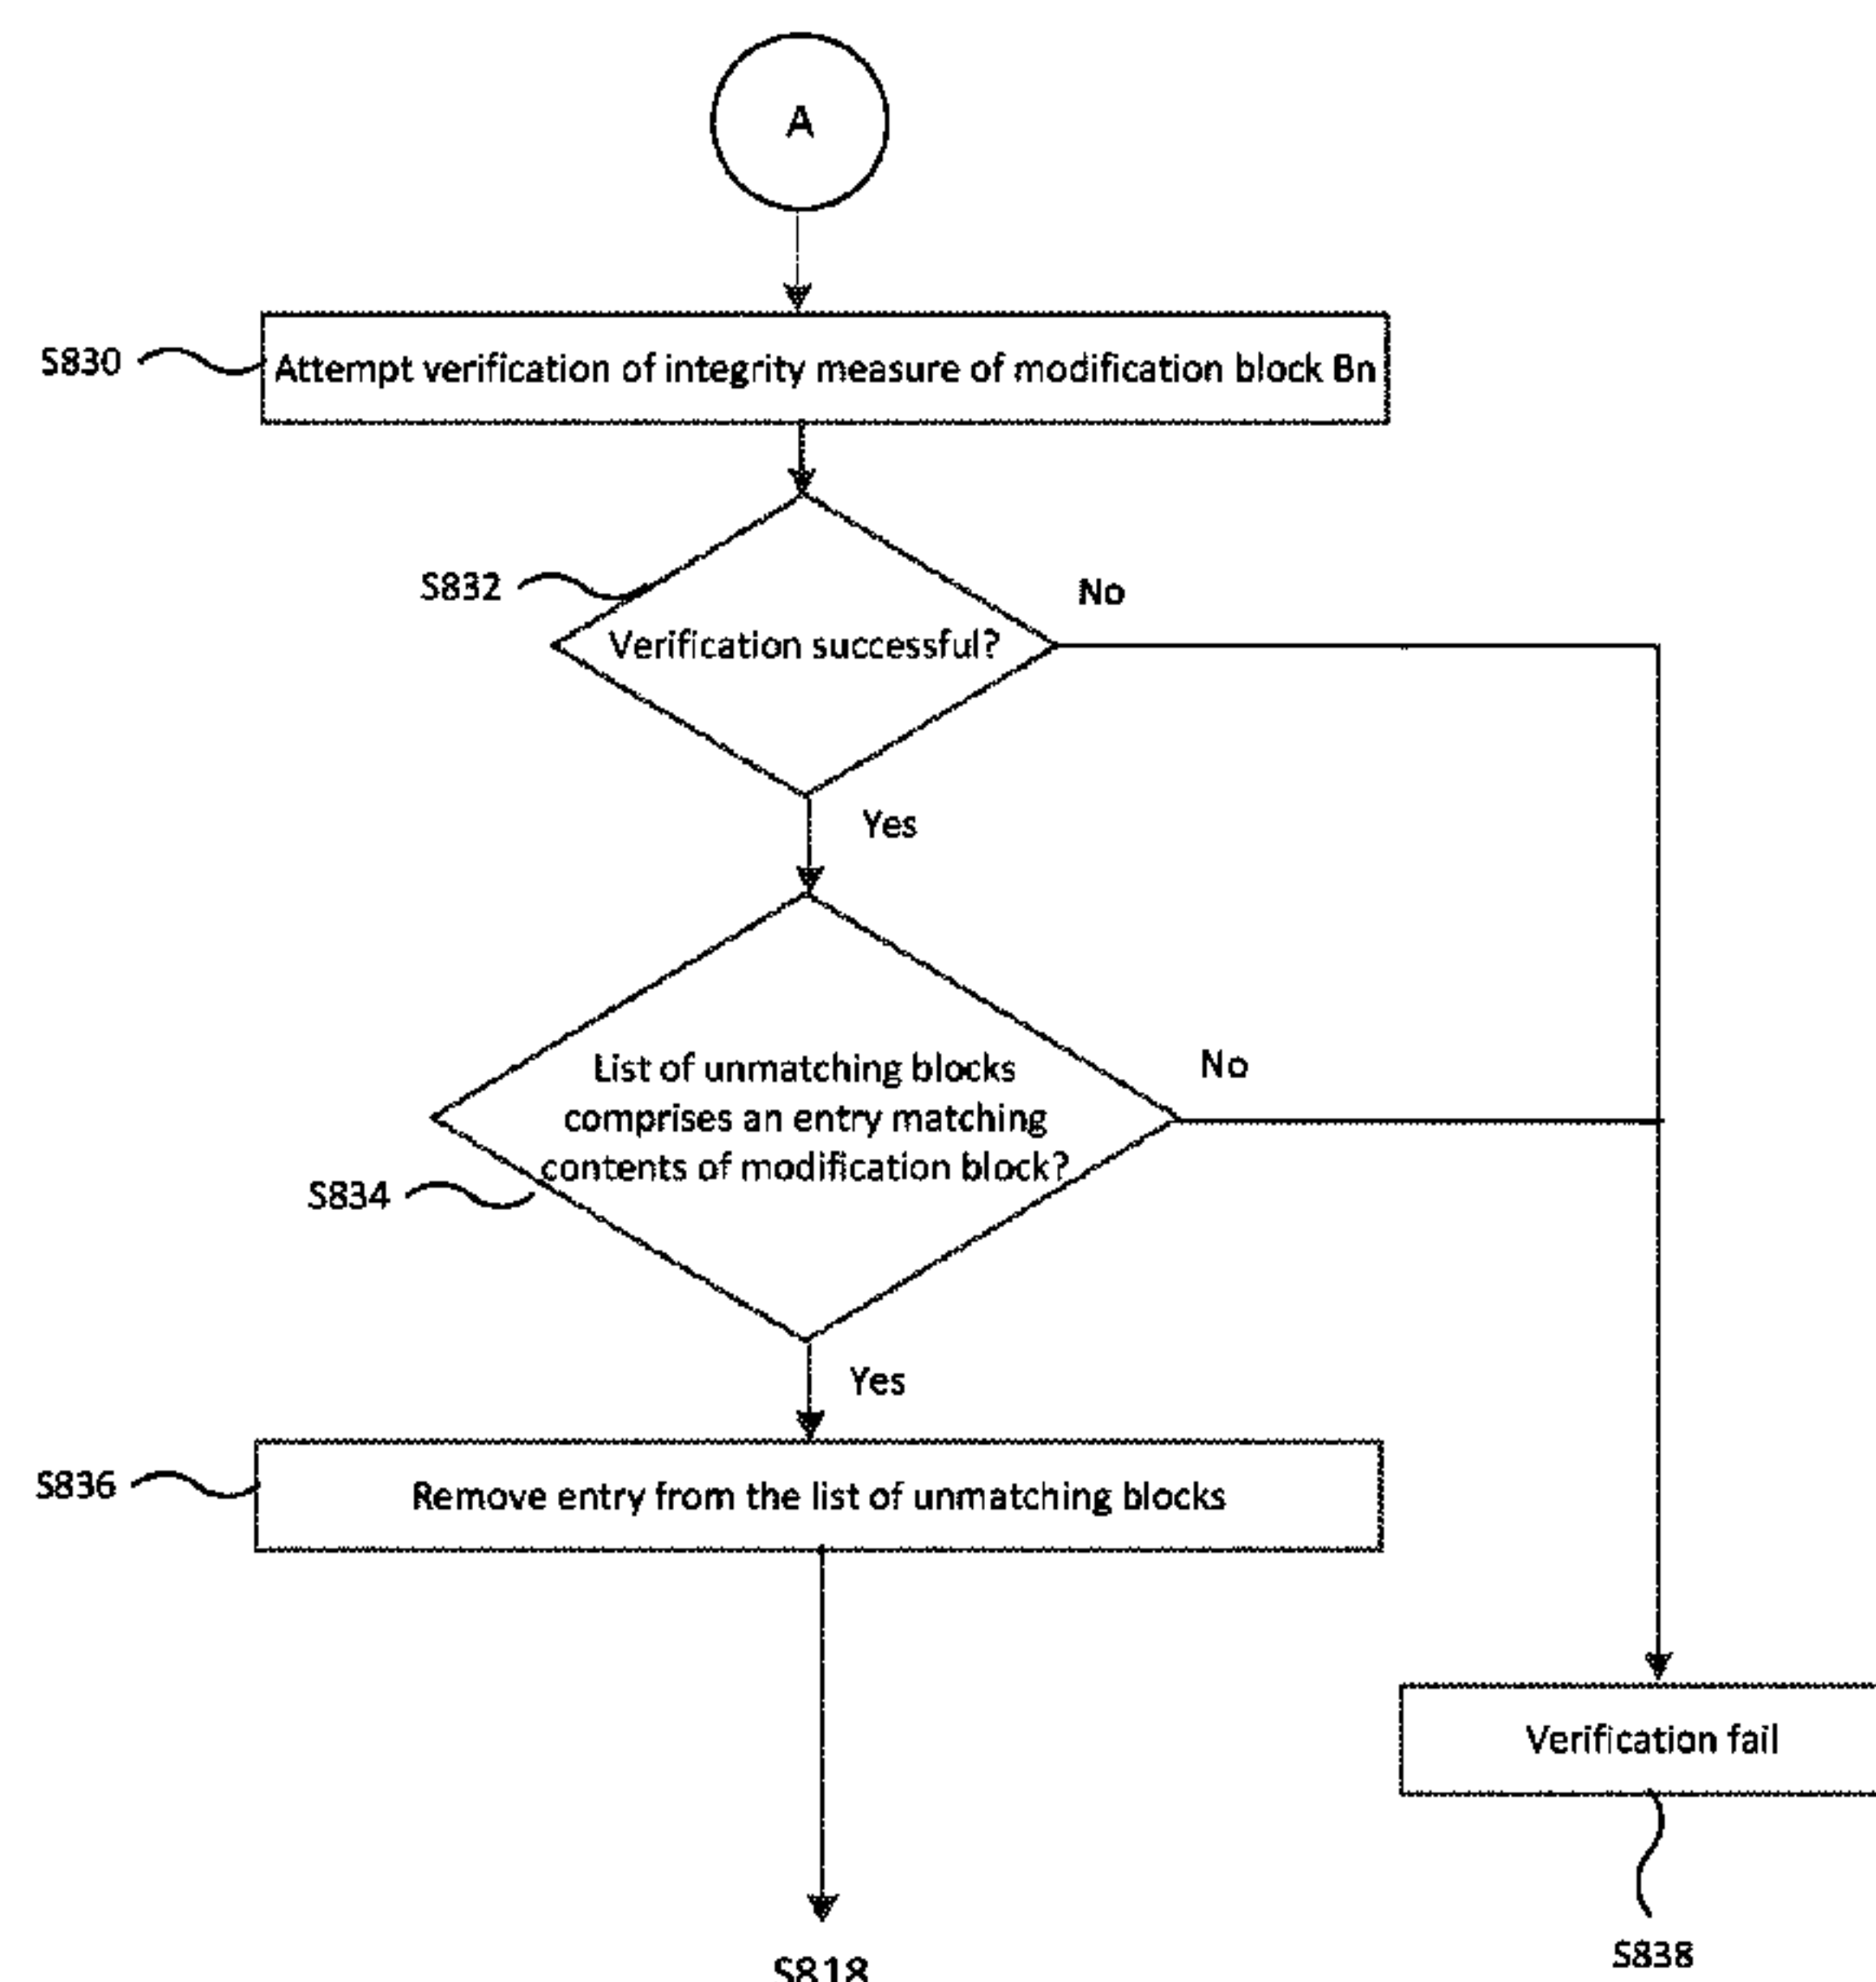 A
S830
Attempt verification of integrity measure of modification block Bn
S832
No
Verification successful?
Yes
List of unmatching blocks
comprises an entry matching
contents of modification block?
No
S834
Yes
S836
Remove entry from the list of unmatching blocks
Verification fail
S838
S818